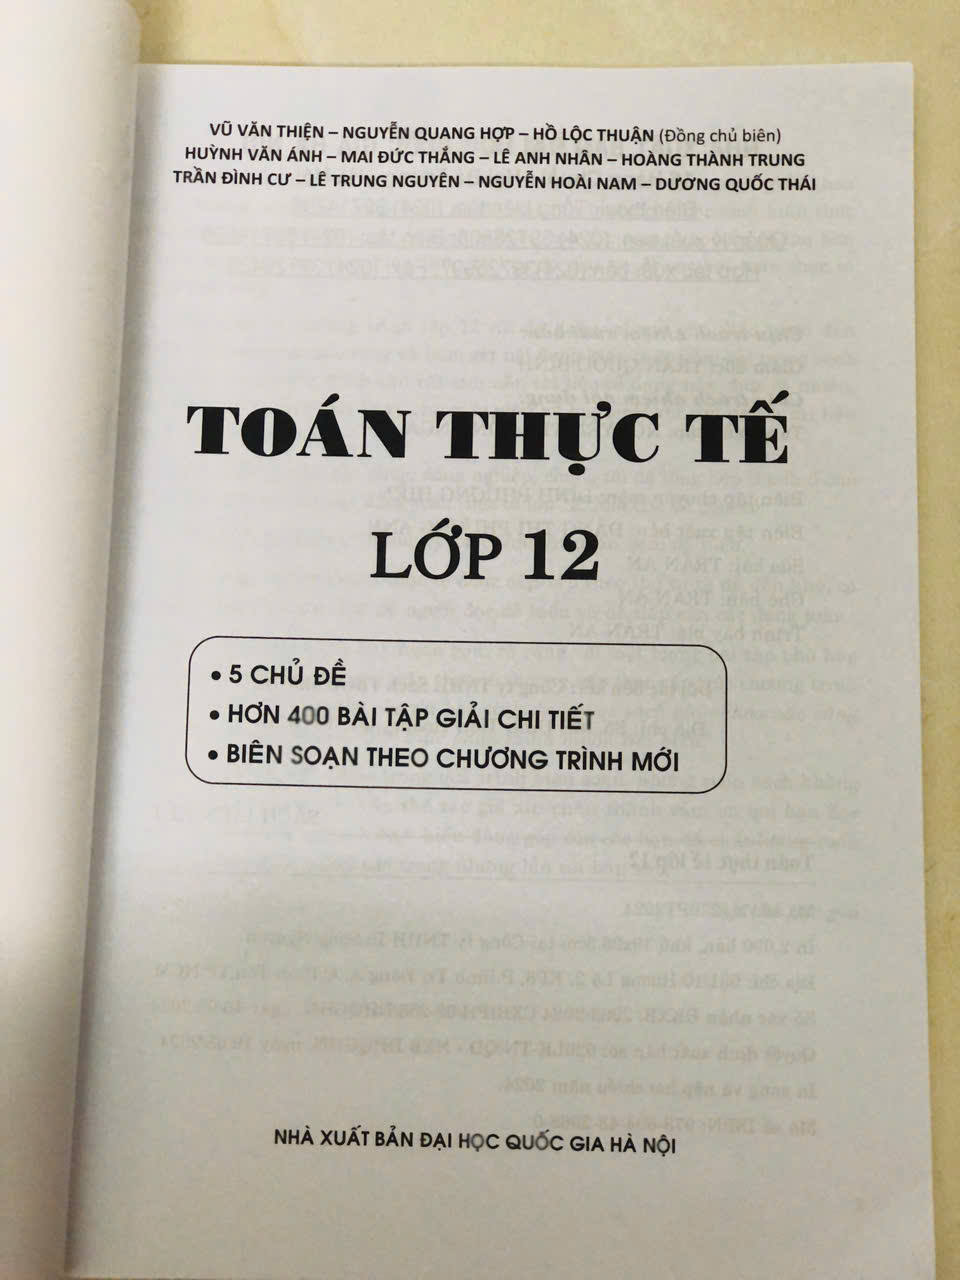 VŨ VĂN THIỆN – NGUYỄN QUANG HỢP – HỒ LỘC THUẬN (Đồng chủ biên)
HUỲNH VĂN ÁNH – MAI ĐỨC THẮNG – LÊ ANH NHÂN – HOÀNG THÀNH TRUNG
TRẦN ĐÌNH CƯ – LÊ TRUNG NGUYÊN – NGUYỄN HOÀI NAM – DƯƠNG QUỐC THÁI
TOÁN THỰC TẾ
LỚP 12
• 5 CHỦ ĐỀ
• HƠN 400 BÀI TẬP GIẢI CHI TIẾT
• BIÊN SOẠN THEO CHƯƠNG TRÌNH MỚI
NHÀ XUẤT BẢN ĐẠI HỌC QUỐC GIA HÀ NỘI